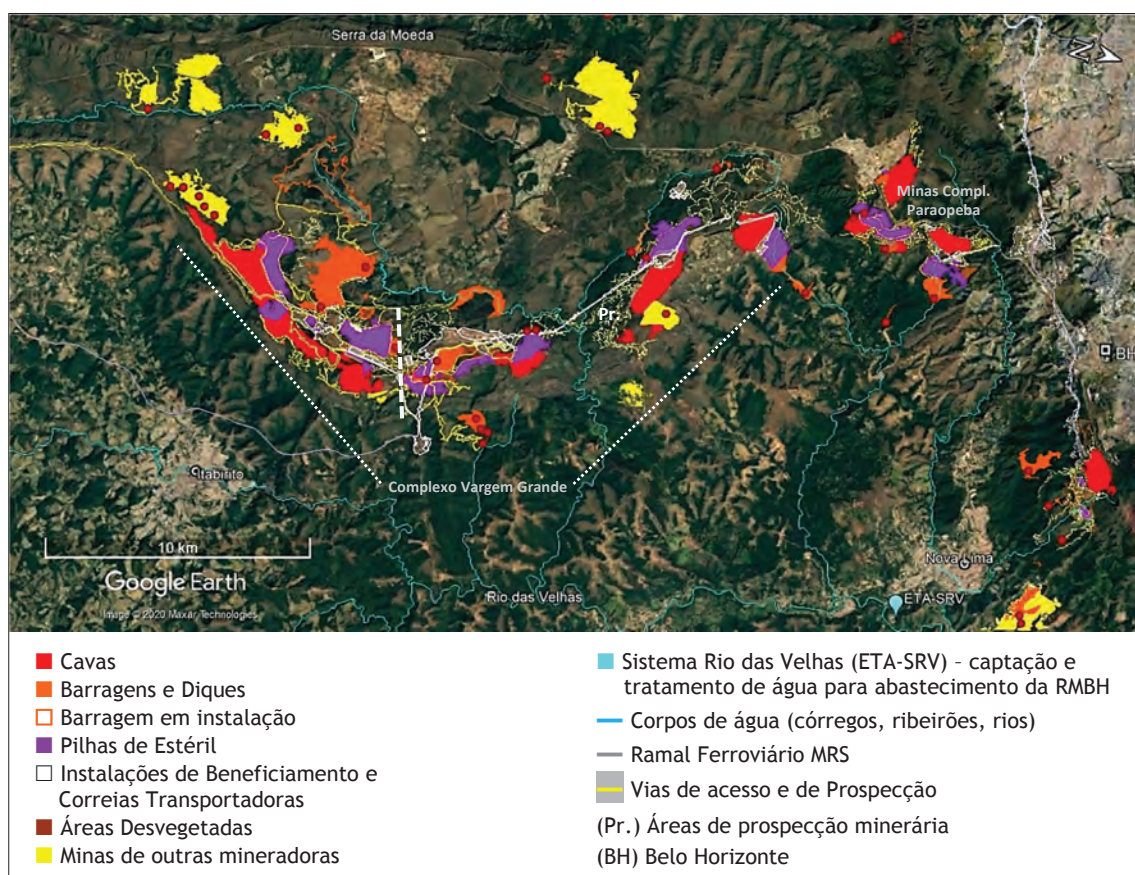 Serra da Moeda
N
Minas Compl.
Paraopeba
Pr.
BH
Itabirito
Complexo Vargem Grande
10 km
Google Earth
Nova Lima
Image © 2020 Maxar Technologies
Rio das Velhas
ETA-SRV
Cavas
Barragens e Diques
Barragem em instalação
Pilhas de Estéril
Instalações de Beneficiamento e
Correias Transportadoras
Áreas Desvegetadas
Minas de outras mineradoras
Sistema Rio das Velhas (ETA-SRV) - captação e
tratamento de água para abastecimento da RMBH
Corpos de água (córregos, ribeirões, rios)
Ramal Ferroviário MRS
Vias de acesso e de Prospecção
(Pr.) Áreas de prospecção minerária
(BH) Belo Horizonte